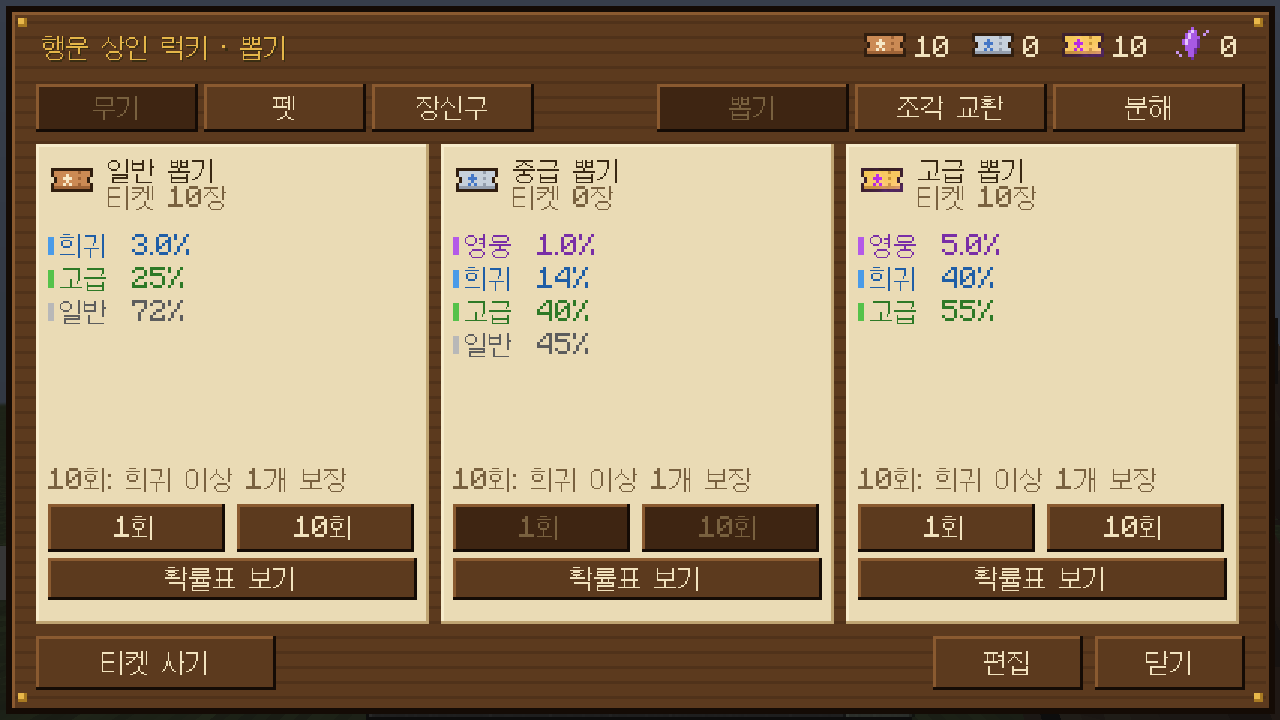 행운 상인 럭키 · 뽑기
10 0 10 0
무기 펫 장신구 뽑기 조각 교환 분해
일반 뽑기
티켓 10장
희귀 3.0%
고급 25%
일반 72%
10회: 희귀 이상 1개 보장
1회 10회
확률표 보기
중급 뽑기
티켓 0장
영웅 1.0%
희귀 14%
고급 40%
일반 45%
10회: 희귀 이상 1개 보장
1회 10회
확률표 보기
고급 뽑기
티켓 10장
영웅 5.0%
희귀 40%
고급 55%
10회: 희귀 이상 1개 보장
1회 10회
확률표 보기
티켓 사기 편집 닫기